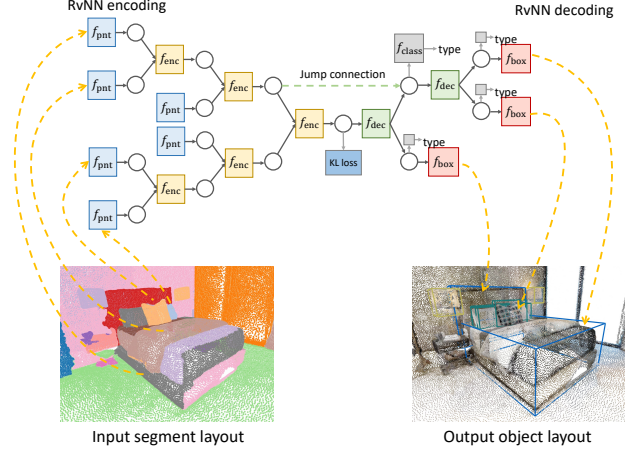 RvNN encoding
RvNN decoding
f_pnt
f_enc
f_pnt
f_enc
f_pnt
f_pnt
f_pnt
f_enc
f_enc
f_pnt
Jump connection
f_enc
KL loss
f_dec
f_class
type
f_dec
type
f_box
type
f_box
type
f_box
Input segment layout
Output object layout